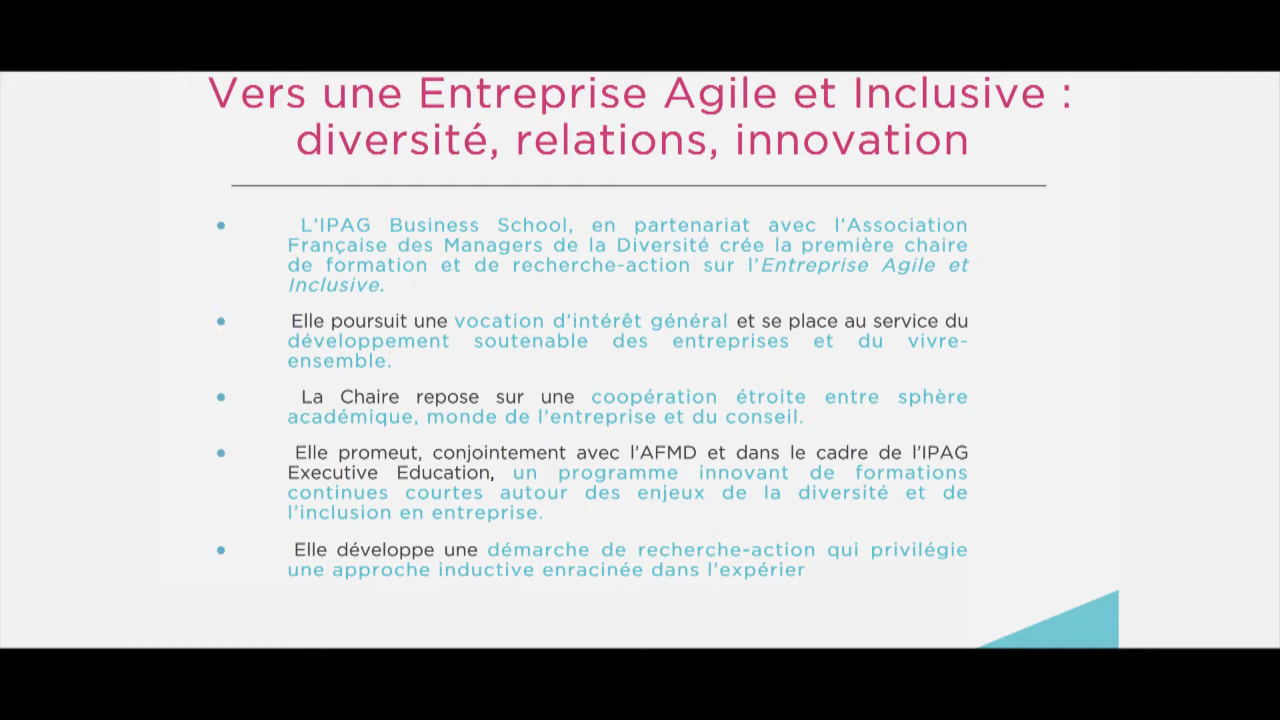 Vers une Entreprise Agile et Inclusive :
diversité, relations, innovation
• L'IPAG Business School, en partenariat avec l'Association
Française des Managers de la Diversité crée la première chaire
de formation et de recherche-action sur l'Entreprise Agile et
Inclusive.
• Elle poursuit une vocation d'intérêt général et se place au service du
développement soutenable des entreprises et du vivre-
ensemble.
• La Chaire repose sur une coopération étroite entre sphère
académique, monde de l'entreprise et du conseil.
• Elle promeut, conjointement avec l'AFMD et dans le cadre de l'IPAG
Executive Education, un programme innovant de formations
continues courtes autour des enjeux de la diversité et de
l'inclusion en entreprise.
• Elle développe une démarche de recherche-action qui privilégie
une approche inductive enracinée dans l'expérier